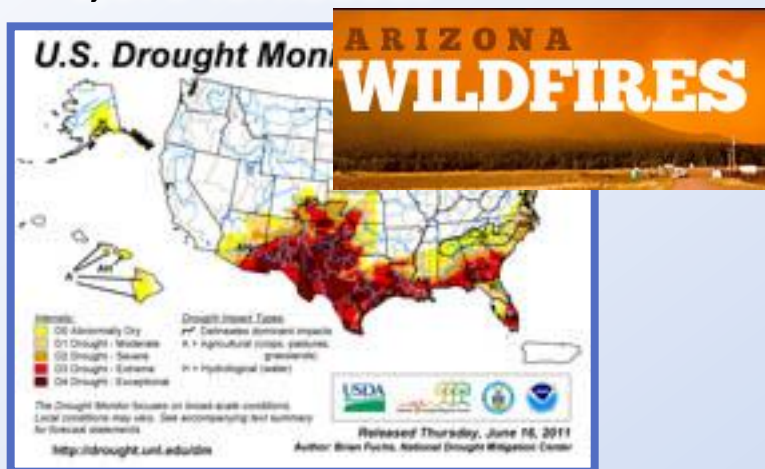 U.S. Drought Moni
ARIZONA
WILDFIRES
A
AH
Intensity:
D0 Abnormally Dry
D1 Drought - Moderate
D2 Drought - Severe
D3 Drought - Extreme
D4 Drought - Exceptional
Drought Impact Types:
Delineates dominant impacts
A = Agricultural (crops, pastures,
grasslands)
H = Hydrological (water)
The Drought Monitor focuses on broad-scale conditions.
Local conditions may vary. See accompanying text summary
for forecast statements.
http://drought.unl.edu/dm
USDA
Released Thursday, June 16, 2011
Author: Brian Fuchs, National Drought Mitigation Center